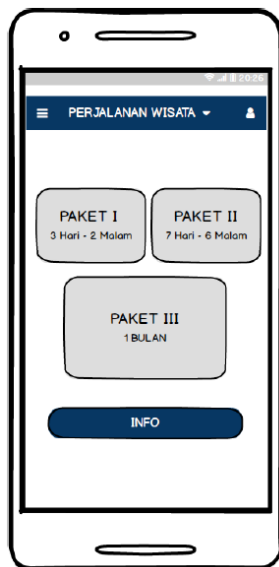 20:26
PERJALANAN WISATA
PAKET I
3 Hari - 2 Malam
PAKET II
7 Hari - 6 Malam
PAKET III
1 BULAN
INFO